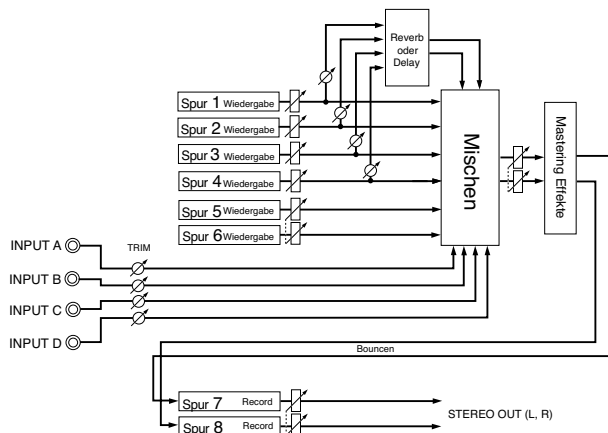 Reverb
oder
Delay
Spur 1 Wiedergabe
Spur 2 Wiedergabe
Spur 3 Wiedergabe
Spur 4 Wiedergabe
Spur 5 Wiedergabe
Spur 6 Wiedergabe
Mischen
Mastering Effekte
INPUT A
TRIM
INPUT B
INPUT C
INPUT D
Bouncen
Spur 7 Record
Spur 8 Record
STEREO OUT (L, R)